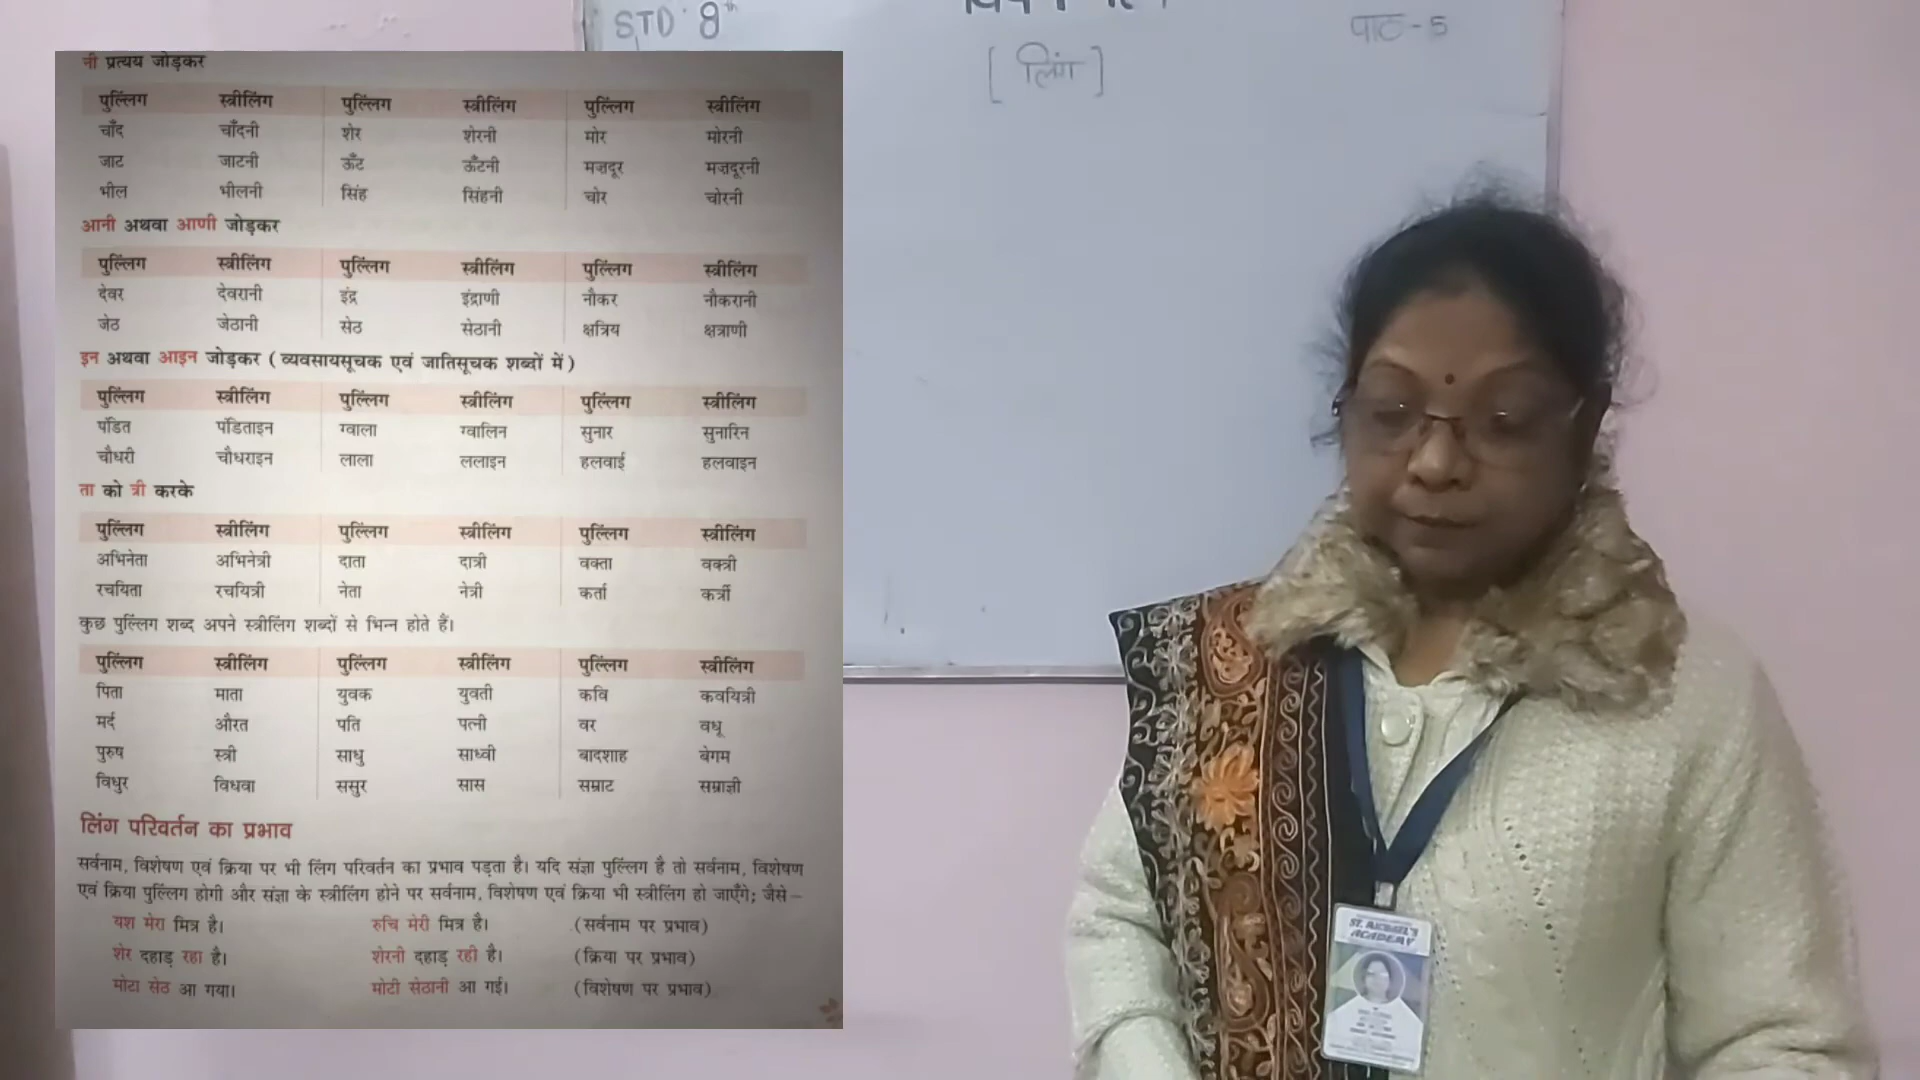 STD. 8th
पाठ-5
[ लिंग ]
नी प्रत्यय जोड़कर
पुल्लिंग स्त्रीलिंग पुल्लिंग स्त्रीलिंग पुल्लिंग स्त्रीलिंग
चाँद चाँदनी शेर शेरनी मोर मोरनी
जाट जाटनी ऊँट ऊँटनी मज़दूर मज़दूरनी
भील भीलनी सिंह सिंहनी चोर चोरनी
आनी अथवा आणी जोड़कर
पुल्लिंग स्त्रीलिंग पुल्लिंग स्त्रीलिंग पुल्लिंग स्त्रीलिंग
देवर देवरानी इंद्र इंद्राणी नौकर नौकरानी
जेठ जेठानी सेठ सेठानी क्षत्रिय क्षत्राणी
इन अथवा आइन जोड़कर ( व्यवसायसूचक एवं जातिसूचक शब्दों में )
पुल्लिंग स्त्रीलिंग पुल्लिंग स्त्रीलिंग पुल्लिंग स्त्रीलिंग
पंडित पंडिताइन ग्वाला ग्वालिन सुनार सुनारिन
चौधरी चौधराइन लाला ललाइन हलवाई हलवाइन
ता को त्री करके
पुल्लिंग स्त्रीलिंग पुल्लिंग स्त्रीलिंग पुल्लिंग स्त्रीलिंग
अभिनेता अभिनेत्री दाता दात्री वक्ता वक्त्री
रचयिता रचयित्री नेता नेत्री कर्ता कर्त्री
कुछ पुल्लिंग शब्द अपने स्त्रीलिंग शब्दों से भिन्न होते हैं।
पुल्लिंग स्त्रीलिंग पुल्लिंग स्त्रीलिंग पुल्लिंग स्त्रीलिंग
पिता माता युवक युवती कवि कवयित्री
मर्द औरत पति पत्नी वर वधू
पुरुष स्त्री साधु साध्वी बादशाह बेगम
विधुर विधवा ससुर सास सम्राट सम्राज्ञी
लिंग परिवर्तन का प्रभाव
सर्वनाम, विशेषण एवं क्रिया पर भी लिंग परिवर्तन का प्रभाव पड़ता है। यदि संज्ञा पुल्लिंग है तो सर्वनाम, विशेषण
एवं क्रिया पुल्लिंग होगी और संज्ञा के स्त्रीलिंग होने पर सर्वनाम, विशेषण एवं क्रिया भी स्त्रीलिंग हो जाएँगे; जैसे –
यश मेरा मित्र है। रुचि मेरी मित्र है। (सर्वनाम पर प्रभाव)
शेर दहाड़ रहा है। शेरनी दहाड़ रही है। (क्रिया पर प्रभाव)
मोटा सेठ आ गया। मोटी सेठानी आ गई। (विशेषण पर प्रभाव)
ST. MICHAEL'S
ACADEMY